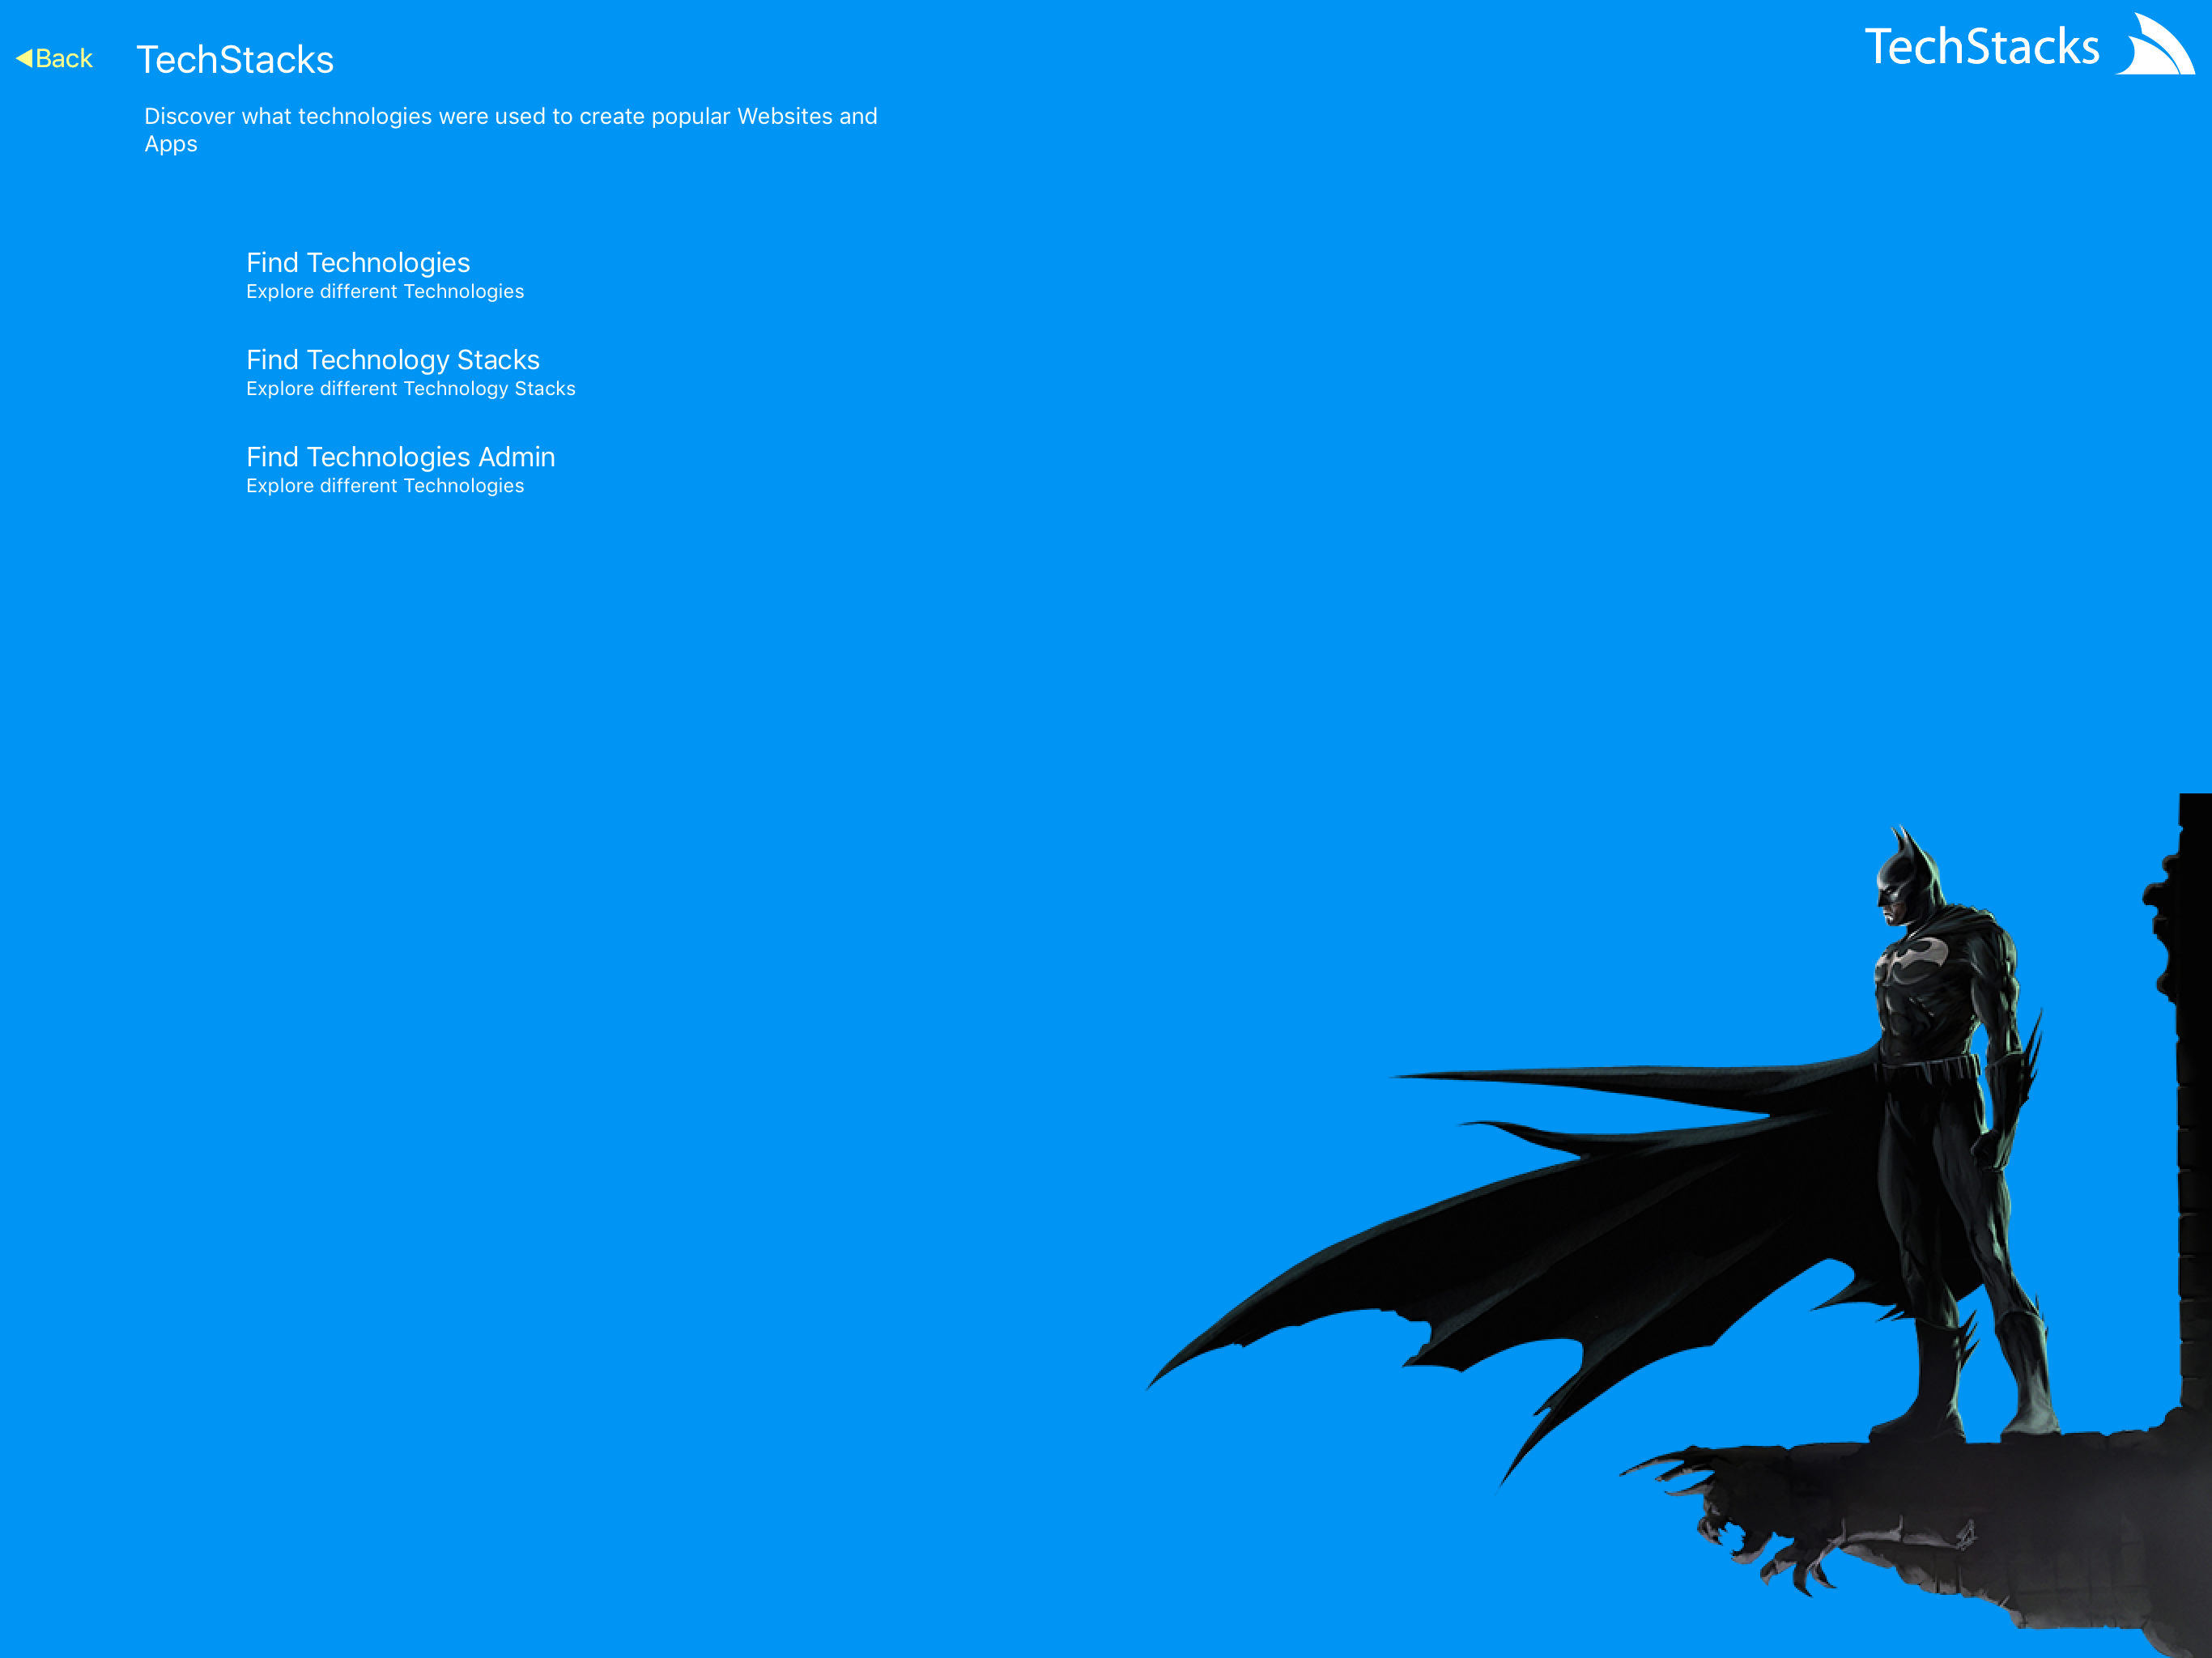 ◀Back
TechStacks
TechStacks
Discover what technologies were used to create popular Websites and
Apps
Find Technologies
Explore different Technologies
Find Technology Stacks
Explore different Technology Stacks
Find Technologies Admin
Explore different Technologies